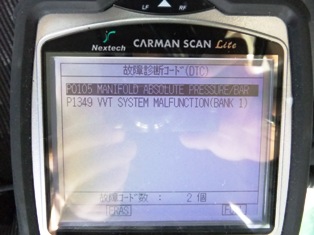 LF RF
Nextech CARMAN SCAN Lite
故障診断コード(DTC)
P0105 MANIFOLD ABSOLUTE PRESSURE/BAR
P1349 VVT SYSTEM MALFUNCTION(BANK 1)
故障コード数 : 2 個
ERAS